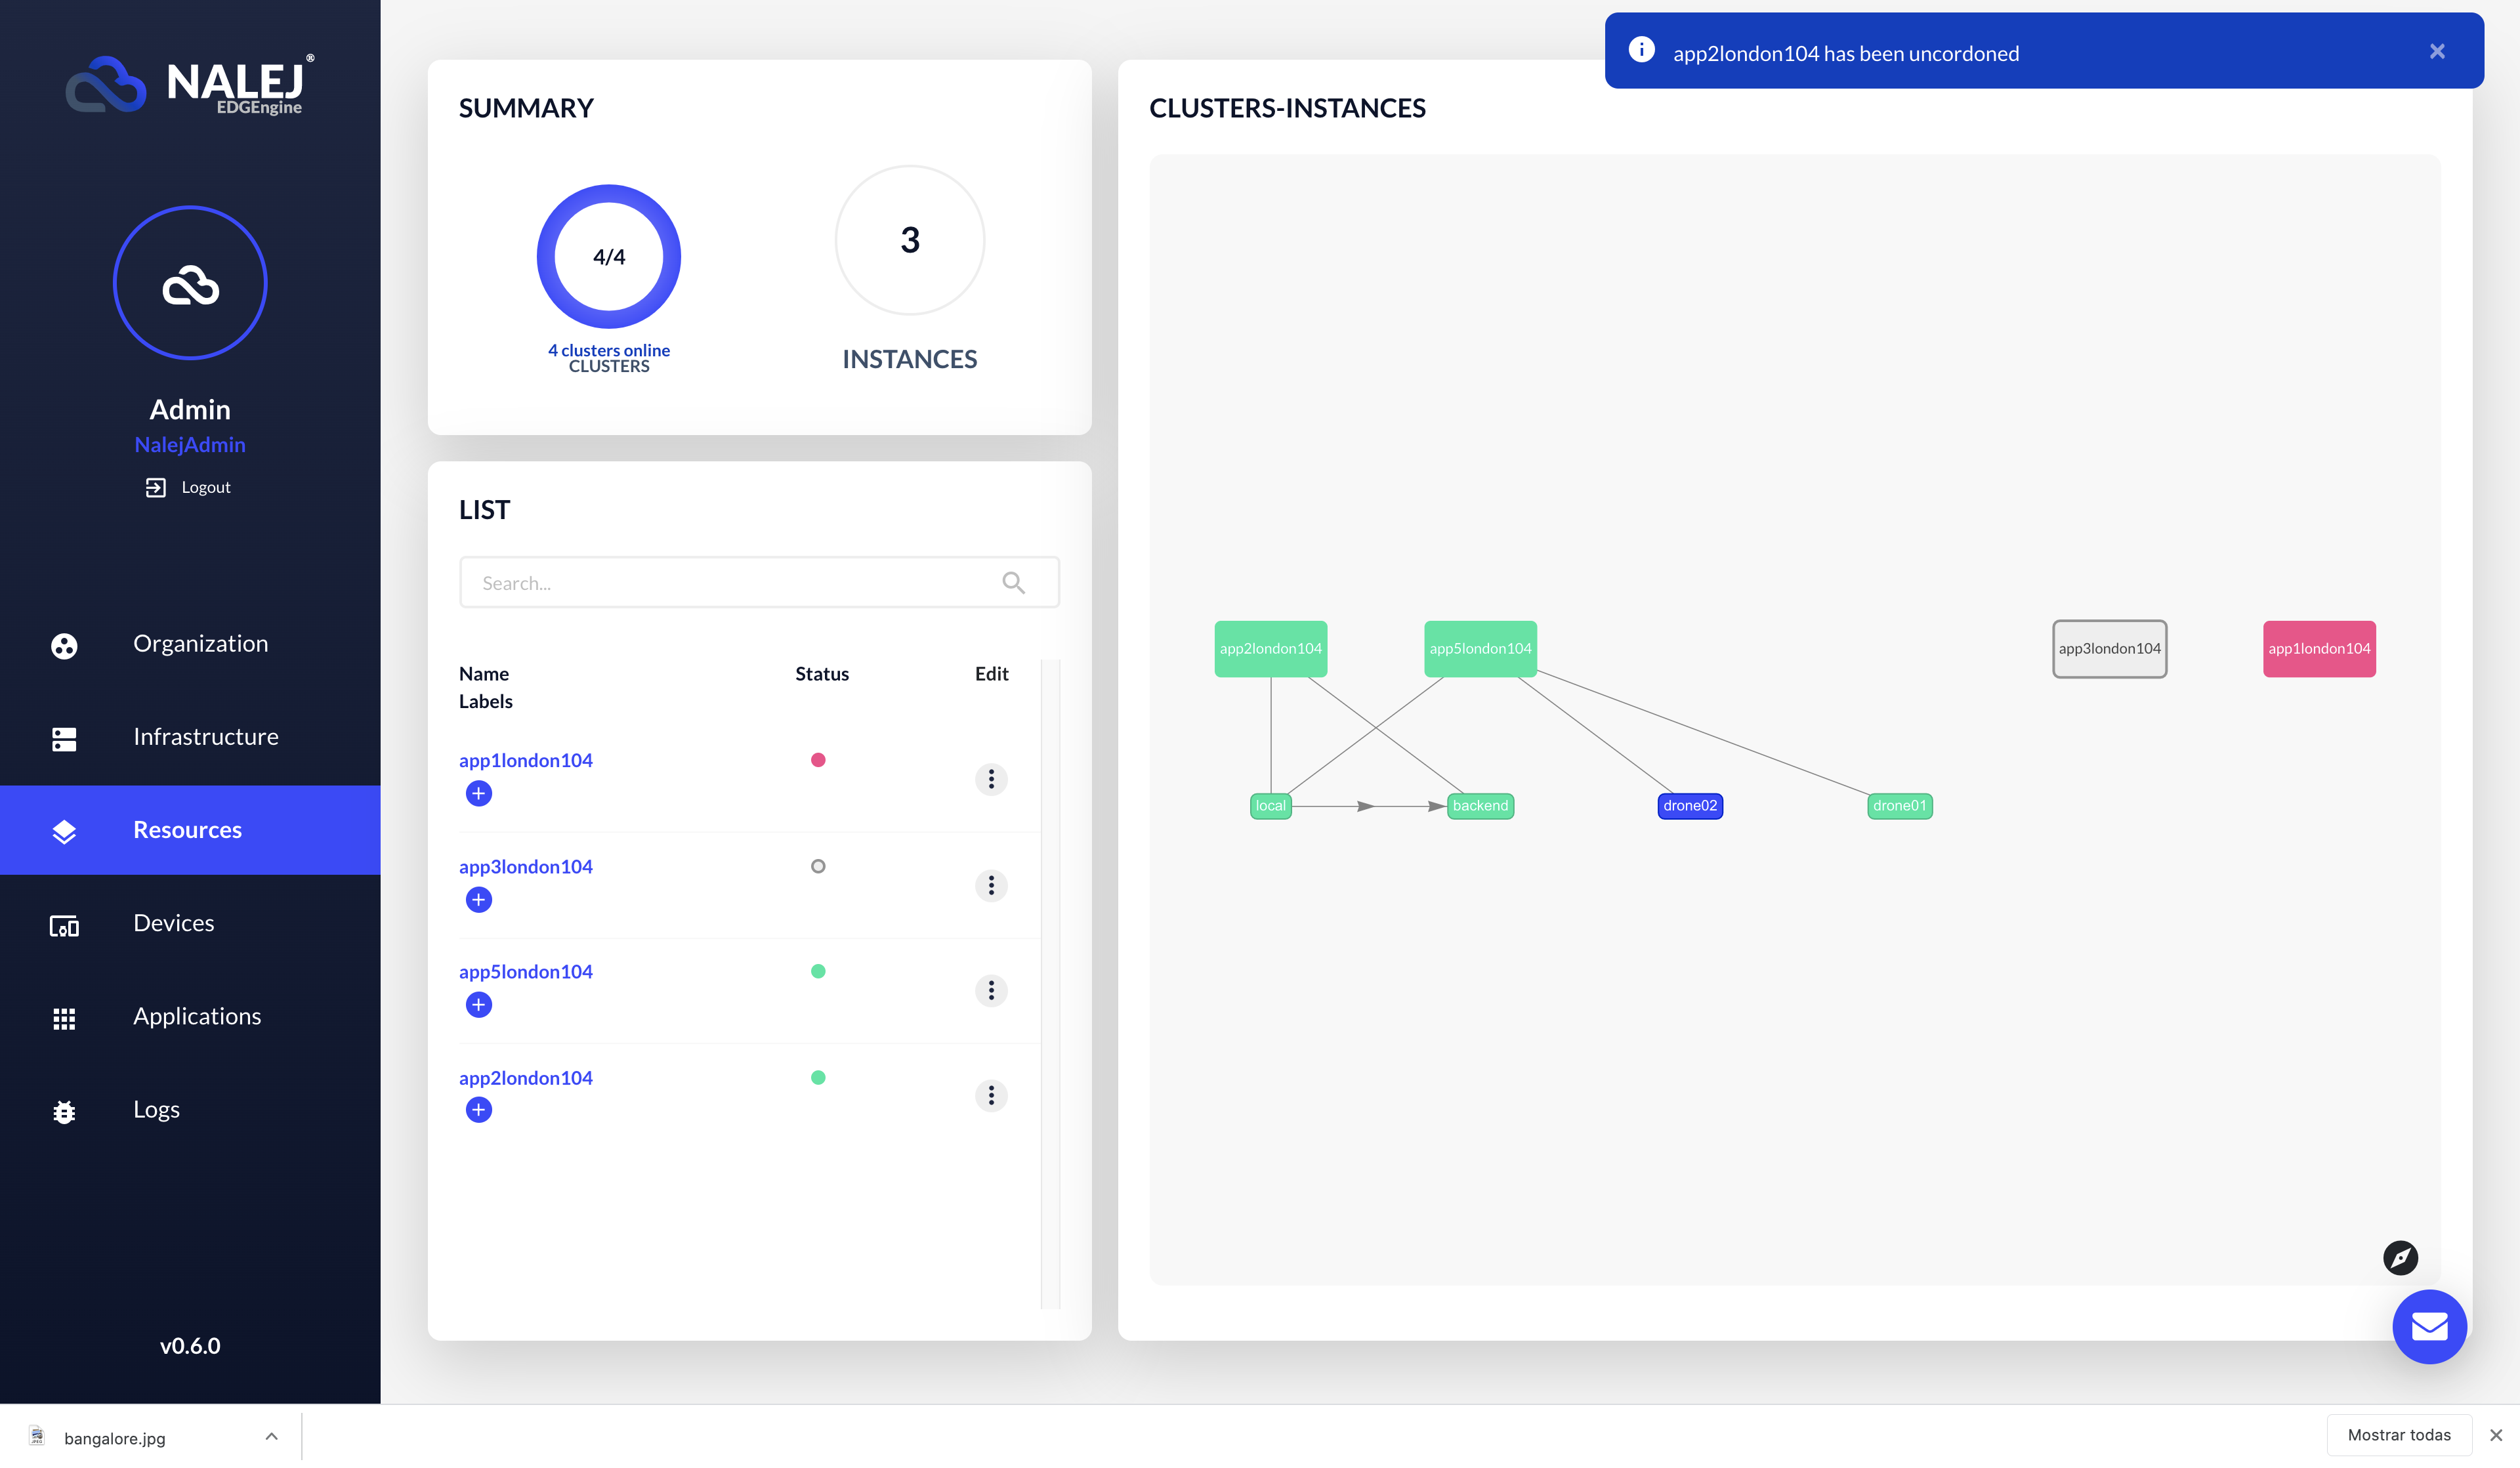 NALEJ®
EDGEngine
Admin
NalejAdmin
Logout
Organization
Infrastructure
Resources
Devices
Applications
Logs
v0.6.0
SUMMARY
4/4
4 clusters online
CLUSTERS
3
INSTANCES
LIST
Search...
Name
Labels
Status
Edit
app1london104
app3london104
app5london104
app2london104
app2london104 has been uncordoned
CLUSTERS-INSTANCES
app2london104
app5london104
app3london104
app1london104
local
backend
drone02
drone01
bangalore.jpg
Mostrar todas